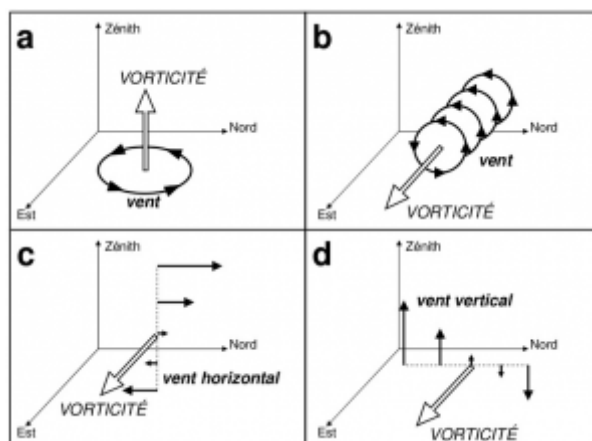 a
Zénith
VORTICITÉ
Nord
vent
Est
b
Zénith
Nord
vent
VORTICITÉ
Est
c
Zénith
Nord
vent horizontal
VORTICITÉ
Est
d
Zénith
vent vertical
Nord
VORTICITÉ
Est